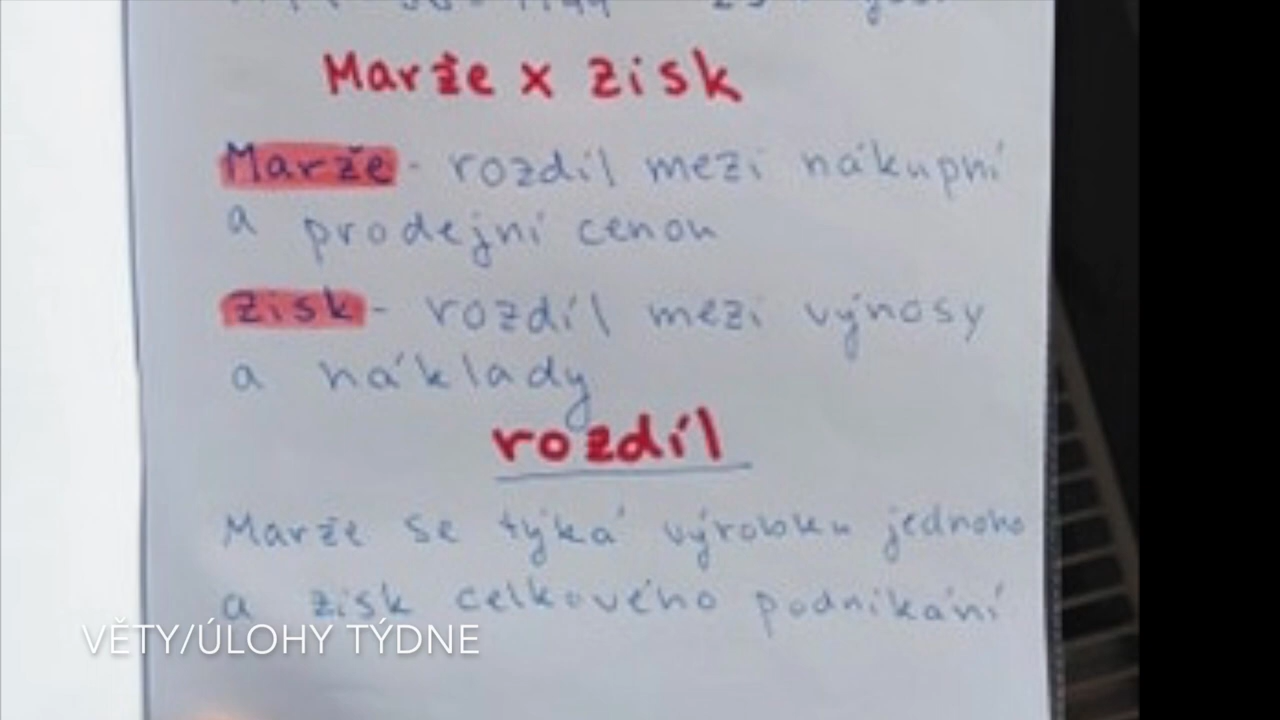 Marže x zisk
Marže - rozdíl mezi nákupní
a prodejní cenou
zisk - rozdíl mezi výnosy
a náklady
rozdíl
Marže se týká výrobku jednoho
a zisk celkového podnikání
VĚTY/ÚLOHY TÝDNE